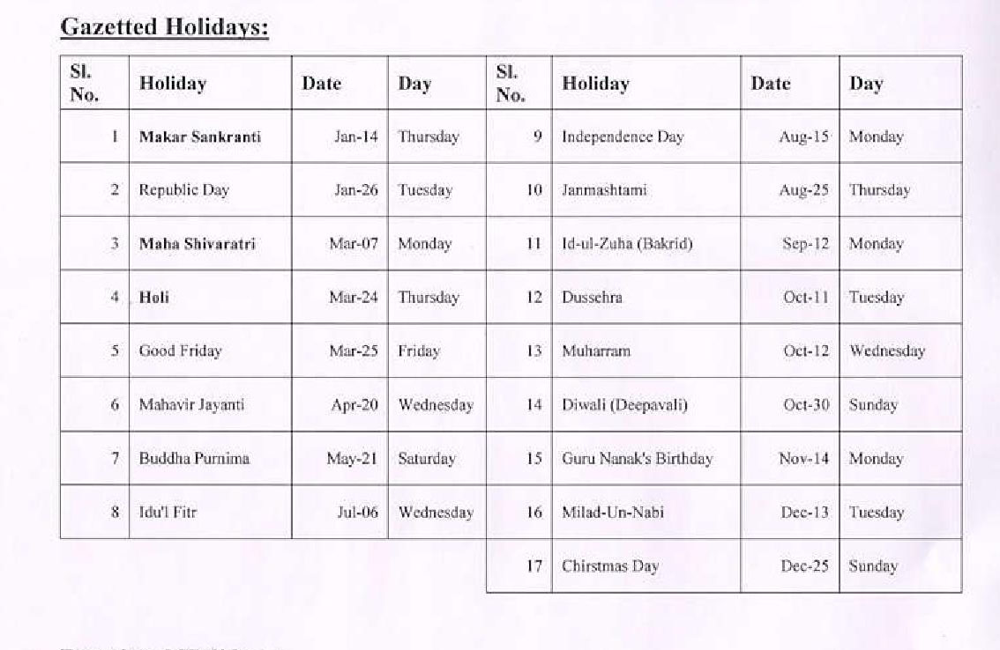 Gazetted Holidays:
Sl. No. Holiday Date Day Sl. No. Holiday Date Day
1 Makar Sankranti Jan-14 Thursday 9 Independence Day Aug-15 Monday
2 Republic Day Jan-26 Tuesday 10 Janmashtami Aug-25 Thursday
3 Maha Shivaratri Mar-07 Monday 11 Id-ul-Zuha (Bakrid) Sep-12 Monday
4 Holi Mar-24 Thursday 12 Dussehra Oct-11 Tuesday
5 Good Friday Mar-25 Friday 13 Muharram Oct-12 Wednesday
6 Mahavir Jayanti Apr-20 Wednesday 14 Diwali (Deepavali) Oct-30 Sunday
7 Buddha Purnima May-21 Saturday 15 Guru Nanak's Birthday Nov-14 Monday
8 Idu'l Fitr Jul-06 Wednesday 16 Milad-Un-Nabi Dec-13 Tuesday
17 Chirstmas Day Dec-25 Sunday